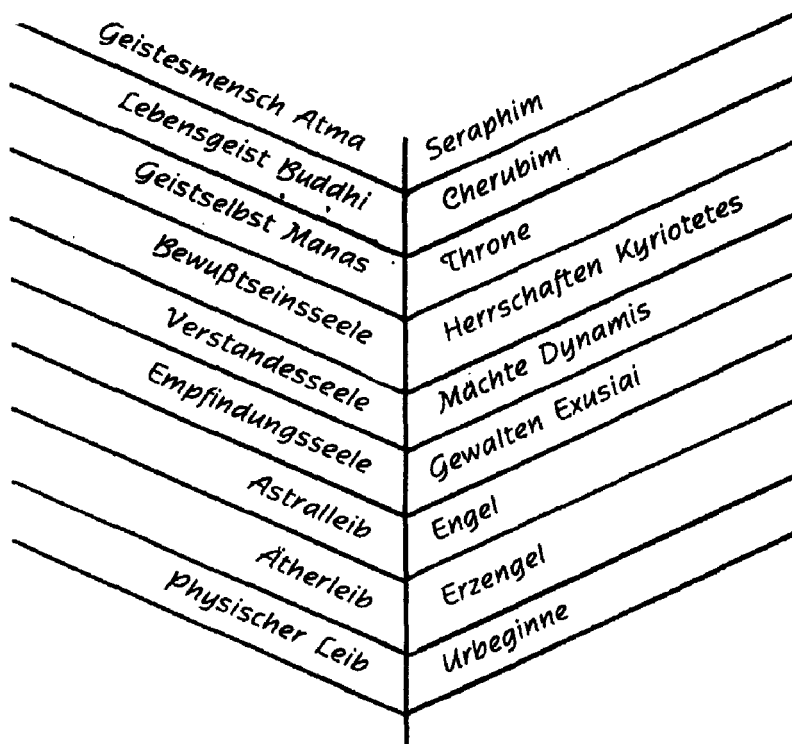 Geistesmensch Atma
Lebensgeist Buddhi
Geistselbst Manas
Bewußtseinsseele
Verstandesseele
Empfindungsseele
Astralleib
Ätherleib
physischer Leib
Seraphim
Cherubim
Throne
Herrschaften Kyriotetes
Mächte Dynamis
Gewalten Exusiai
Engel
Erzengel
Urbeginne